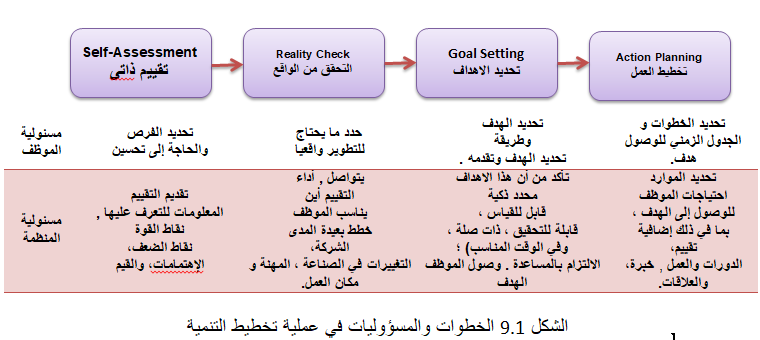 Self-Assessment
تقييم ذاتى
Reality Check
التحقق من الواقع
Goal Setting
تحديد الاهداف
Action Planning
تخطيط العمل
مسئولية
الموظف
تحديد الفرص
والحاجة إلى تحسين
حدد ما يحتاج
للتطوير واقعيا
تحديد الهدف
وطريقة
تحديد الهدف وتقدمه .
تحديد الخطوات و
الجدول الزمني للوصول
هدف.
مسئولية
المنظمة
تقديم التقييم
المعلومات للتعرف عليها ,
نقاط القوة
نقاط الضعف,
الإهتمامات، والقيم
يتواصل , أداء
التقييم أين
يناسب الموظف
خطط بعيدة المدى
الشركة،
التغييرات في الصناعة ، المهنة و
مكان العمل.
تأكد من أن هذا الاهداف
محدد ذكية
قابل للقياس ،
قابلة للتحقيق ، ذات صلة ،
وفي الوقت المناسب) ؛
الالتزام بالمساعدة . وصول الموظف
الهدف
تحديد الموارد
احتياجات الموظف
للوصول إلى الهدف ،
بما في ذلك إضافية
تقييم،
الدورات والعمل , خبرة،
والعلاقات.
الشكل 9.1 الخطوات والمسؤوليات في عملية تخطيط التنمية